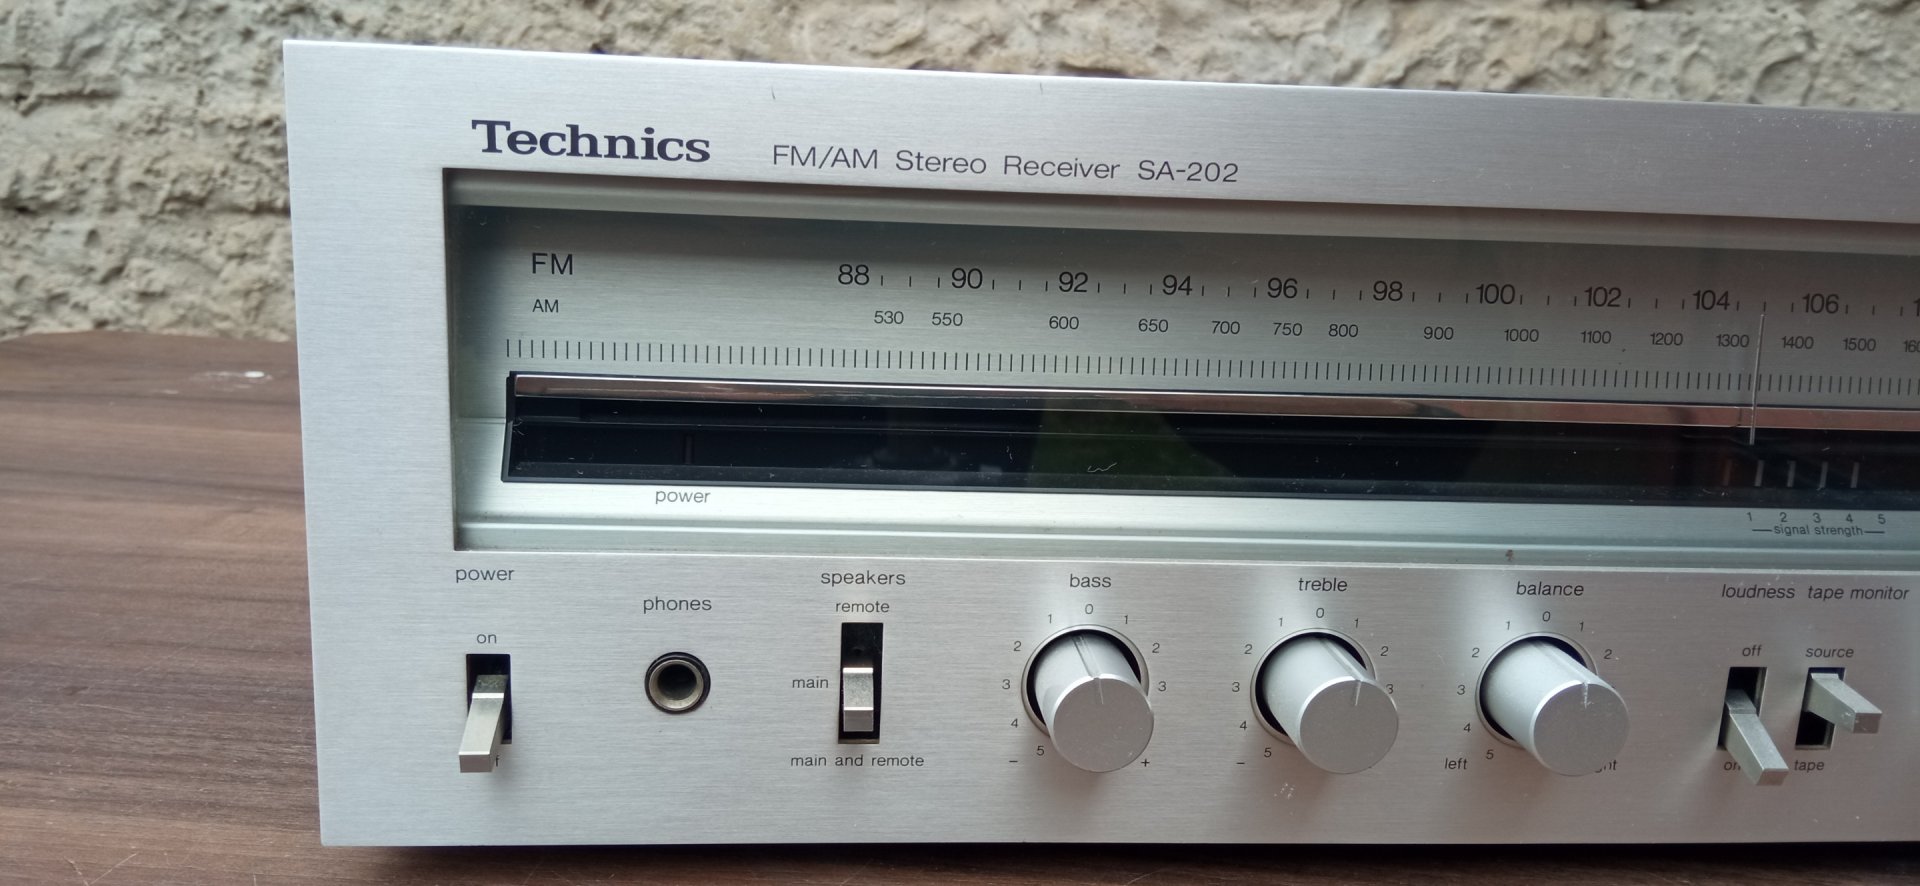 Technics FM/AM Stereo Receiver SA-202
FM 88 90 92 94 96 98 100 102 104 106
AM 530 550 600 650 700 750 800 900 1000 1100 1200 1300 1400 1500
power
1 2 3 4 5
signal strength
power
on
phones
speakers
remote
main
main and remote
bass
0
1 1
2 2
3 3
4
5
- +
treble
0
1 1
2 2
3 3
4
5
-
balance
0
1 1
2 2
3
4
5
left
loudness
off
tape monitor
source
tape